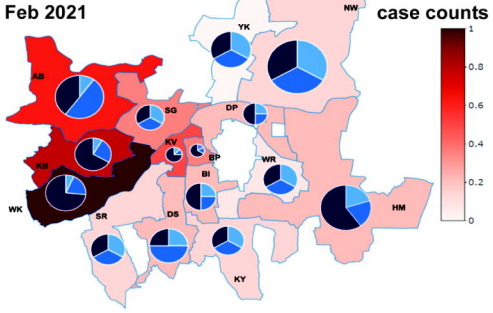 Feb 2021
case counts
NW
YK
1
AB
0.8
SG
DP
0.6
KV
BP
KB
WR
0.4
BI
WK
HM
0.2
SR
DS
0
KY